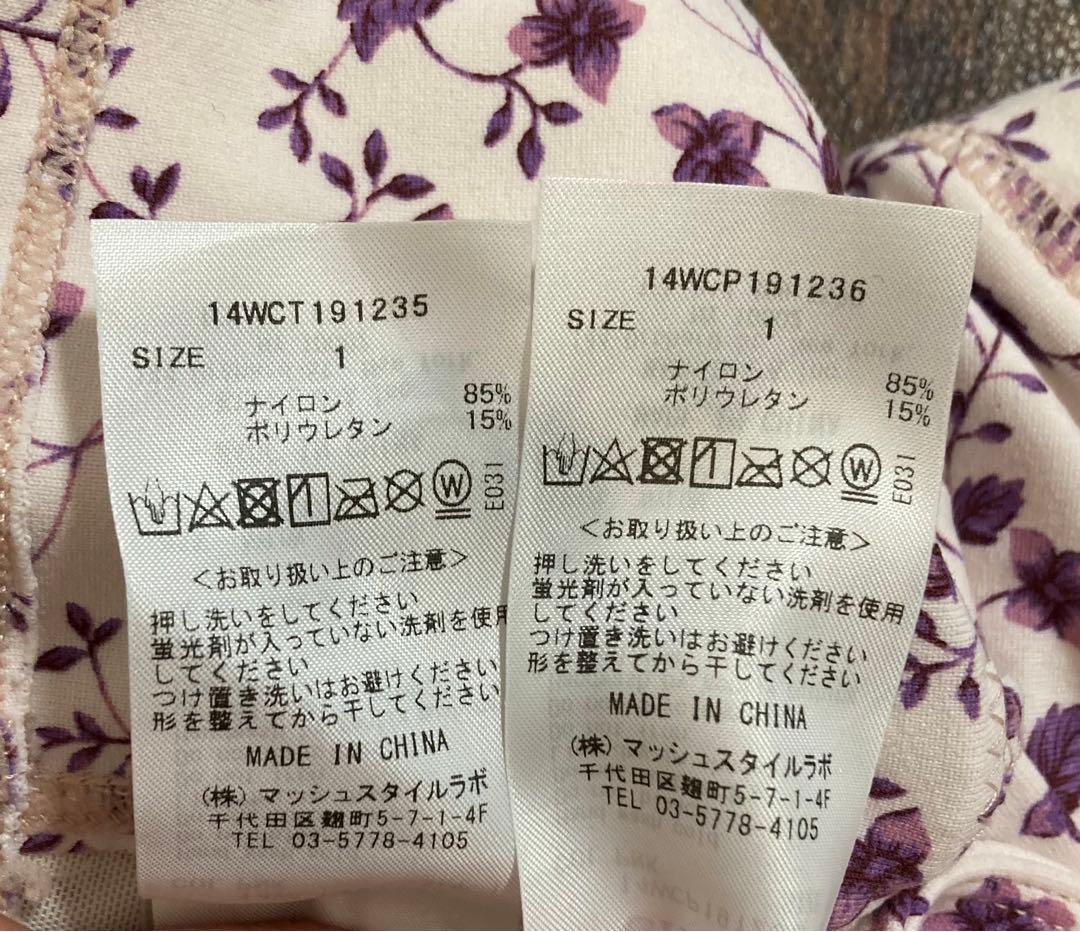 14WCT191235
SIZE 1
ナイロン 85%
ポリウレタン 15%
W
E031
<お取り扱い上のご注意>
押し洗いをしてください
蛍光剤が入っていない洗剤を使用
してください
つけ置き洗いはお避けください
形を整えてから干してください
MADE IN CHINA
(株)マッシュスタイルラボ
千代田区麹町5-7-1-4F
TEL 03-5778-4105
14WCP191236
SIZE 1
ナイロン 85%
ポリウレタン 15%
W
E031
<お取り扱い上のご注意>
押し洗いをしてください
蛍光剤が入っていない洗剤を使用
してください
つけ置き洗いはお避けください
形を整えてから干してください
MADE IN CHINA
(株)マッシュスタイルラボ
千代田区麹町5-7-1-4F
TEL 03-5778-4105